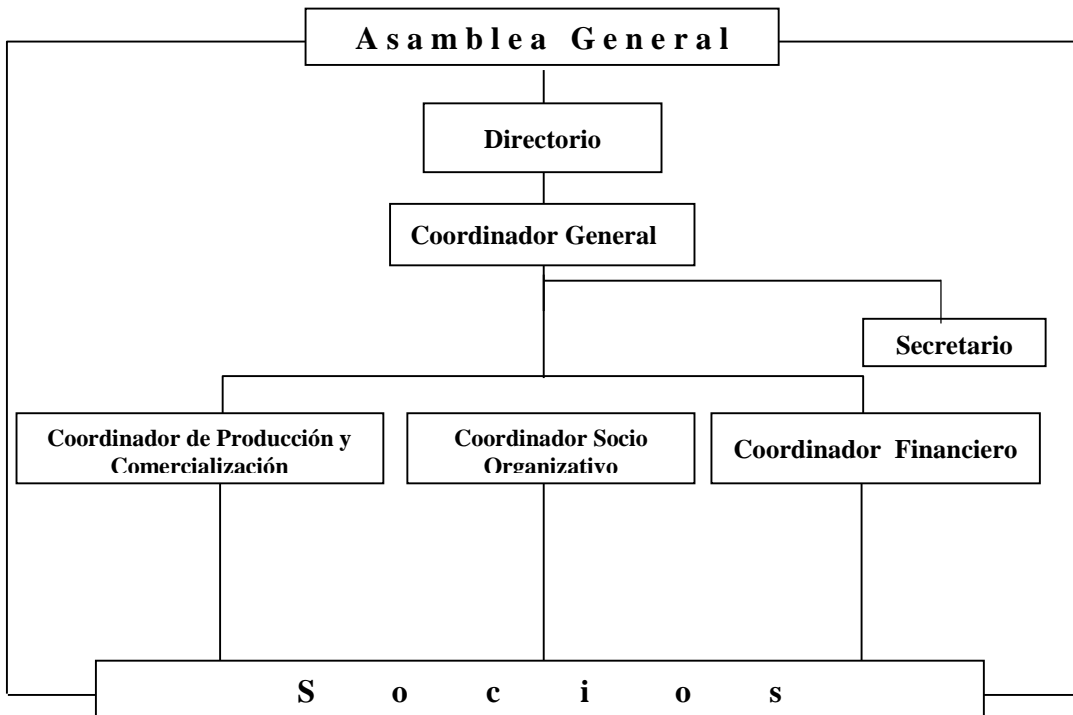 Asamblea General
Directorio
Coordinador General
Secretario
Coordinador de Producción y
Comercialización
Coordinador Socio
Organizativo
Coordinador Financiero
Socios